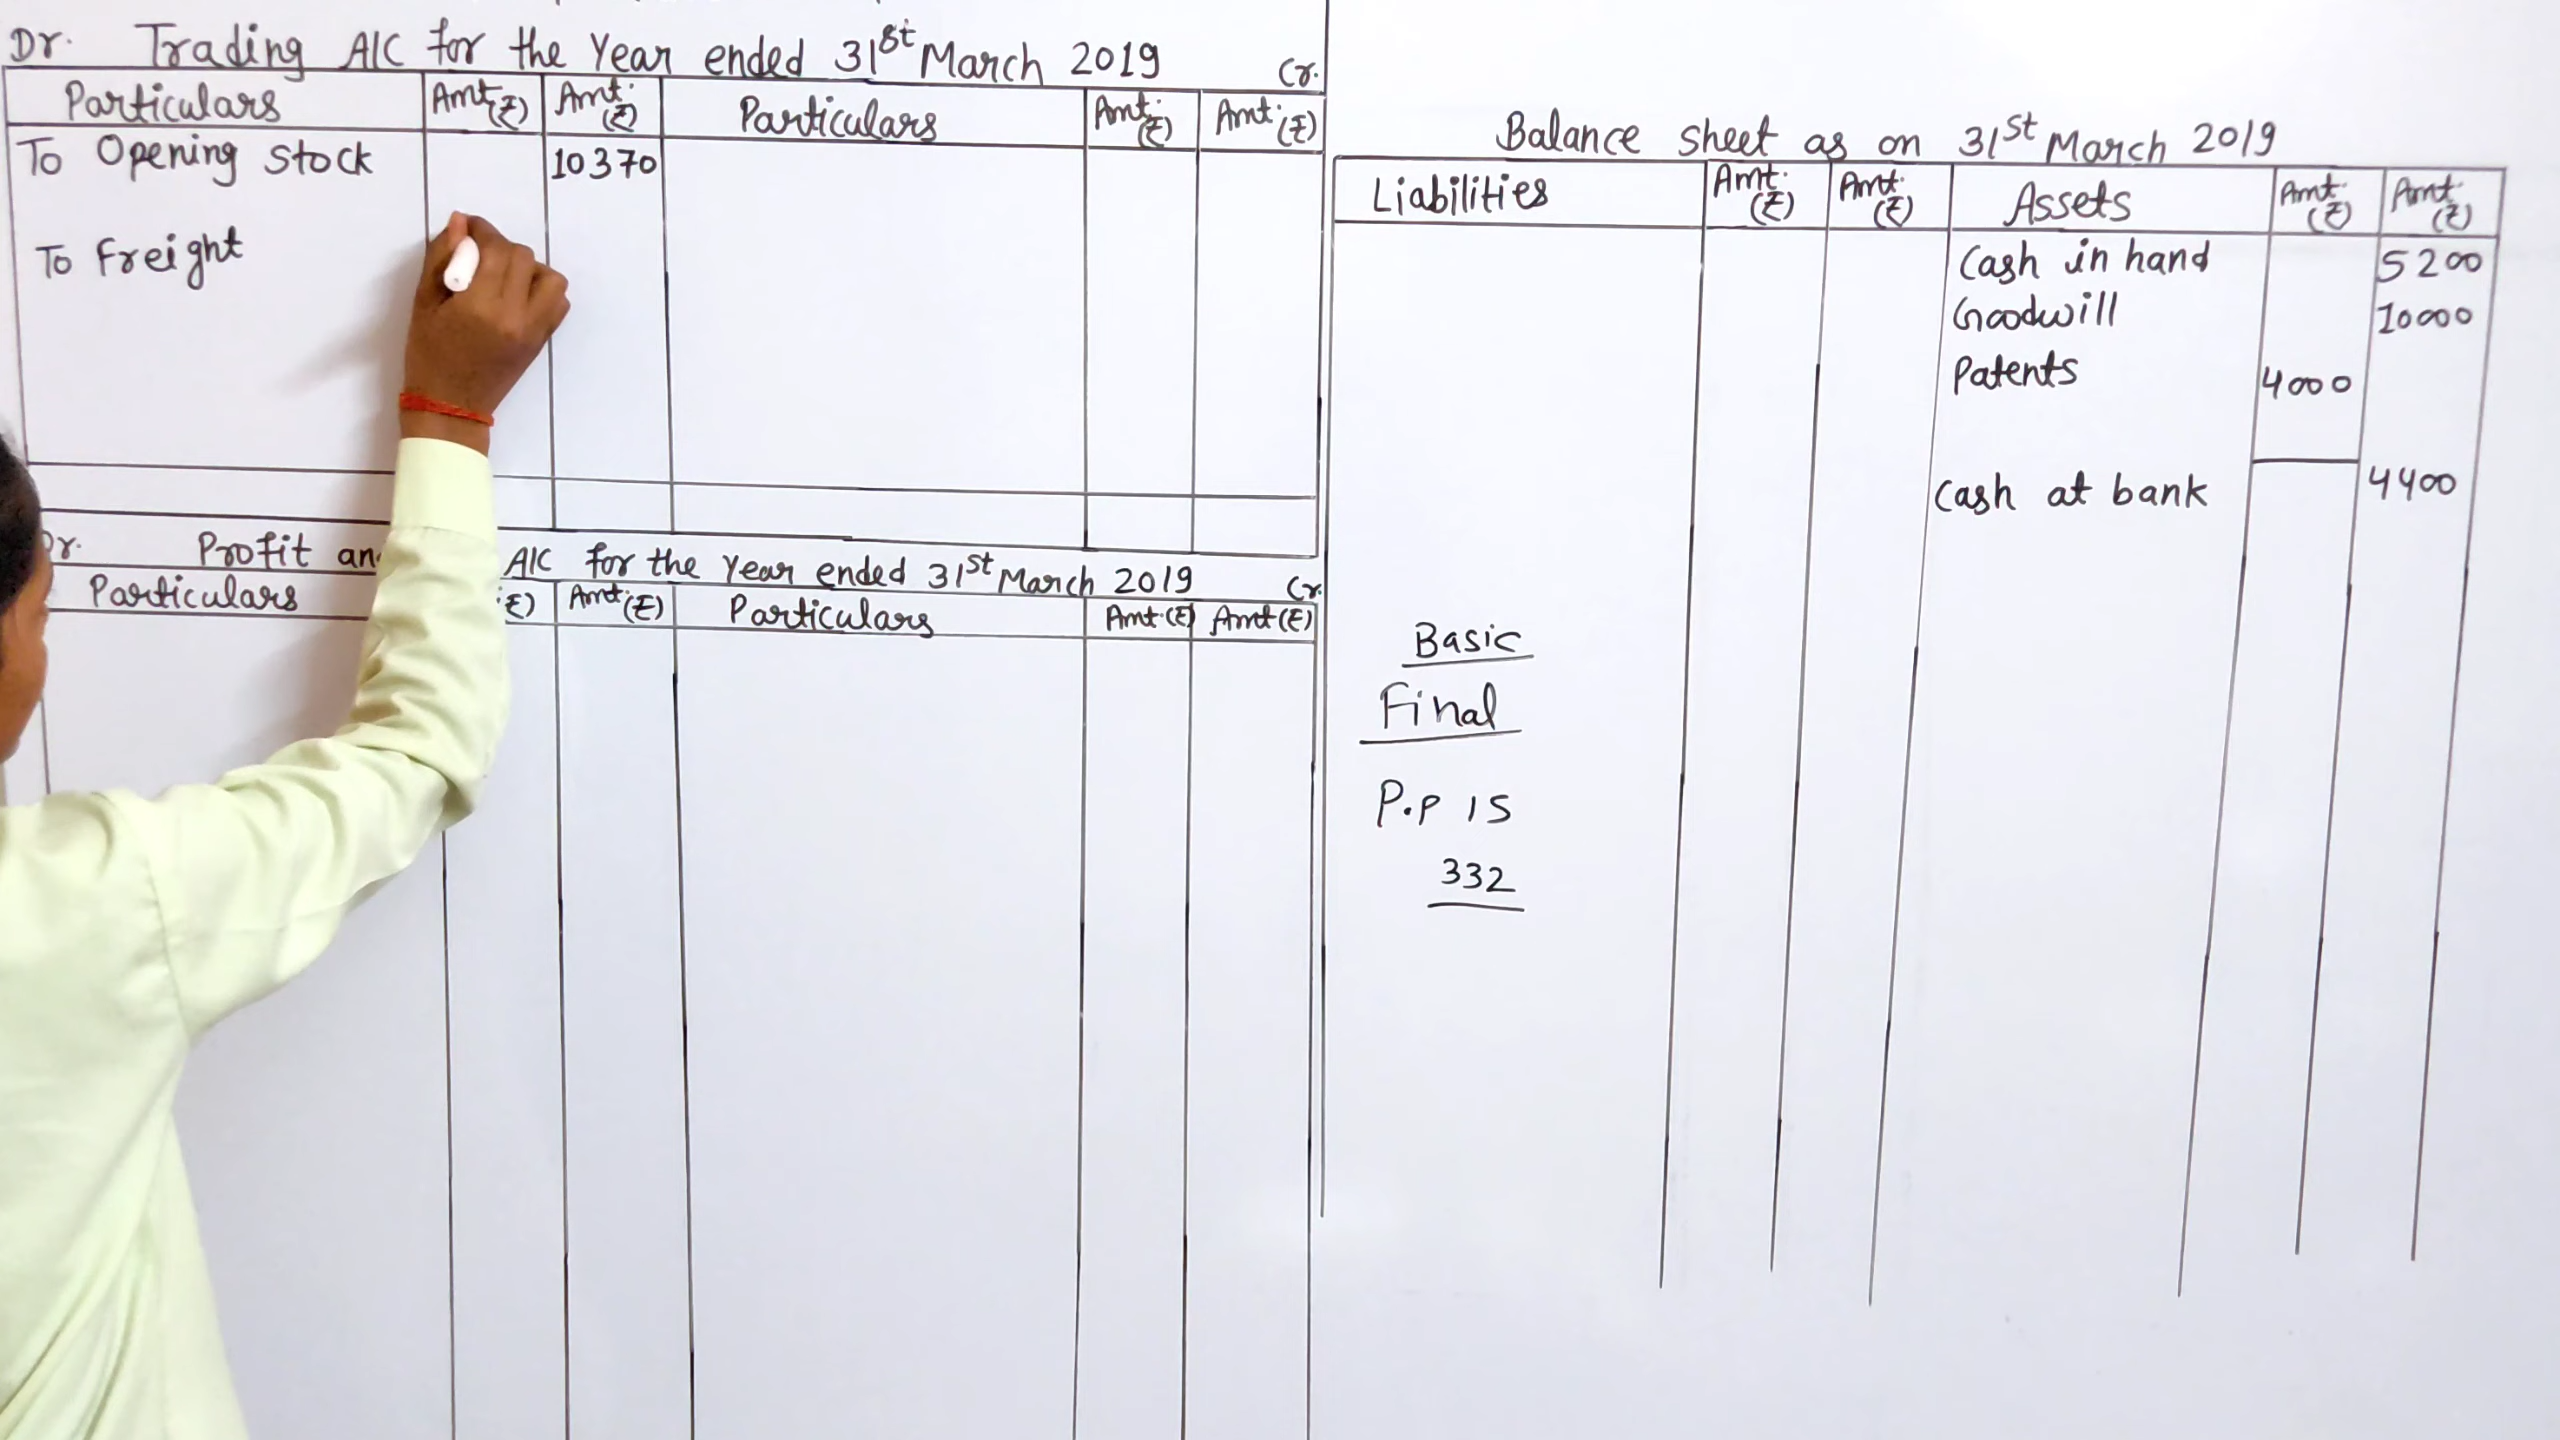 Dr. Trading A/C for the Year ended 31st March 2019 Cr.
Particulars Amt.(₹) Amt.(₹) Particulars Amt.(₹) Amt.(₹)
To Opening stock 10370
To Freight
Dr. Profit an A/C for the year ended 31st March 2019 Cr.
Particulars (₹) Amt.(₹) Particulars Amt.(₹) Amt(₹)
Balance sheet as on 31st March 2019
Liabilities Amt.(₹) Amt.(₹) Assets Amt.(₹) Amt.(₹)
Cash in hand 5200
Goodwill 10000
Patents 4000
Cash at bank 4400
Basic
Final
P.P 15
332